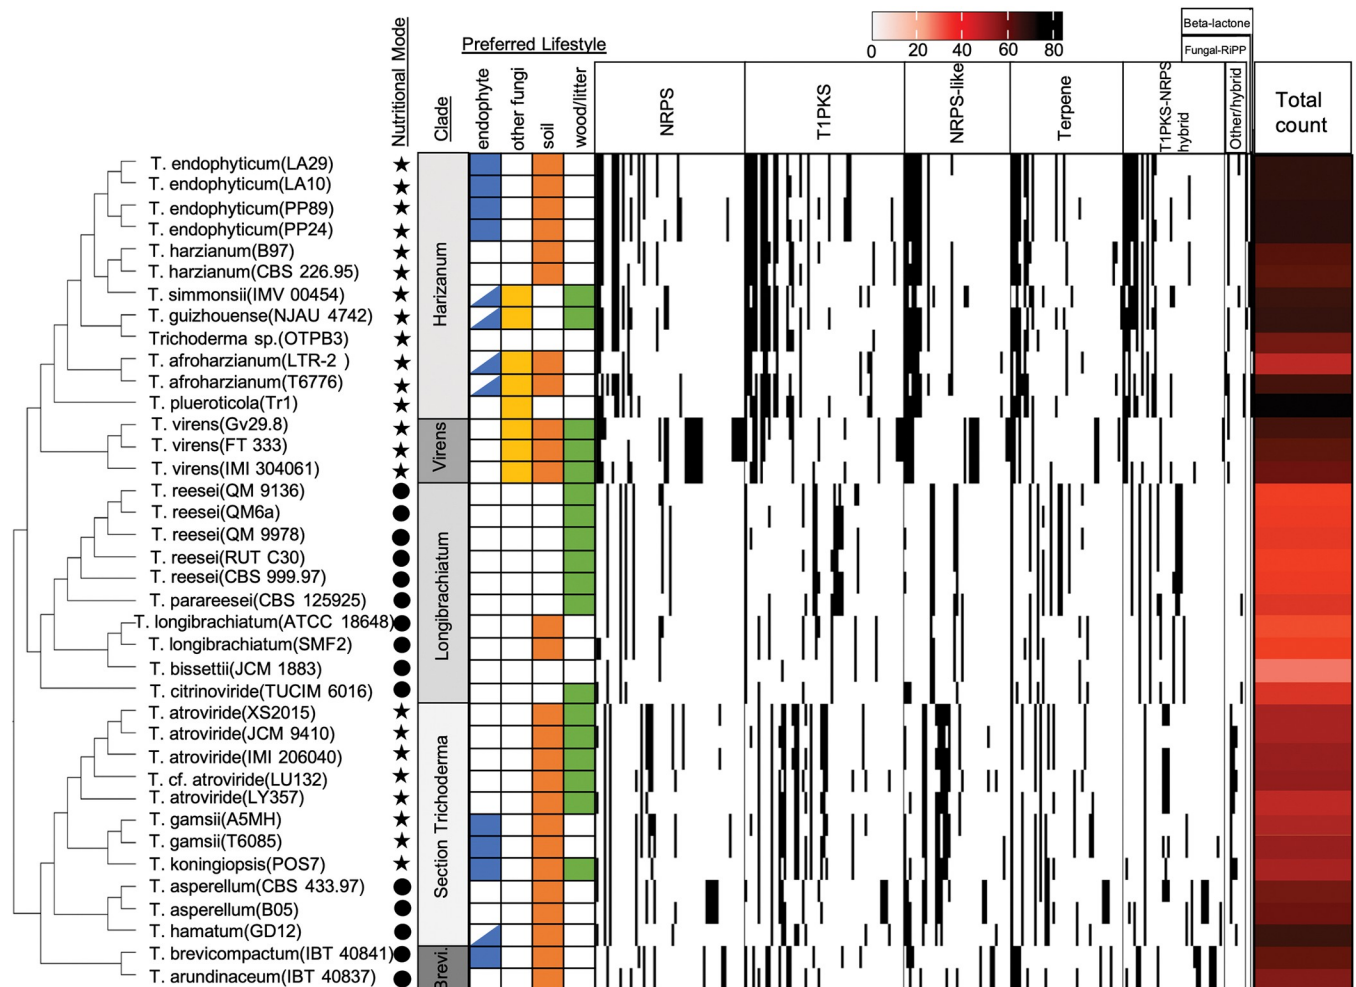 Beta-lactone
Fungal-RiPP
0 20 40 60 80
Nutritional Mode
Preferred Lifestyle
Clade
endophyte
other fungi
soil
wood/litter
NRPS
T1PKS
NRPS-like
Terpene
T1PKS-NRPS
hybrid
Other/hybrid
Total
count
T. endophyticum(LA29)
T. endophyticum(LA10)
T. endophyticum(PP89)
T. endophyticum(PP24)
T. harzianum(B97)
T. harzianum(CBS 226.95)
T. simmonsii(IMV 00454)
T. guizhouense(NJAU 4742)
Trichoderma sp.(OTPB3)
T. afroharzianum(LTR-2 )
T. afroharzianum(T6776)
T. plueroticola(Tr1)
T. virens(Gv29.8)
T. virens(FT 333)
T. virens(IMI 304061)
T. reesei(QM 9136)
T. reesei(QM6a)
T. reesei(QM 9978)
T. reesei(RUT C30)
T. reesei(CBS 999.97)
T. parareesei(CBS 125925)
T. longibrachiatum(ATCC 18648)
T. longibrachiatum(SMF2)
T. bissettii(JCM 1883)
T. citrinoviride(TUCIM 6016)
T. atroviride(XS2015)
T. atroviride(JCM 9410)
T. atroviride(IMI 206040)
T. cf. atroviride(LU132)
T. atroviride(LY357)
T. gamsii(A5MH)
T. gamsii(T6085)
T. koningiopsis(POS7)
T. asperellum(CBS 433.97)
T. asperellum(B05)
T. hamatum(GD12)
T. brevicompactum(IBT 40841)
T. arundinaceum(IBT 40837)
Harizanum
Virens
Longibrachiatum
Section Trichoderma
Brevi.